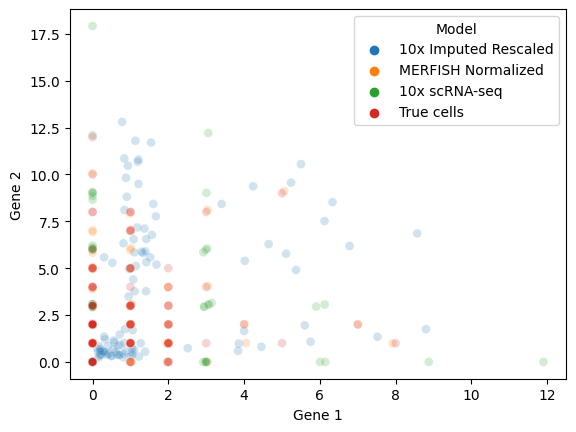 17.5
15.0
12.5
10.0
7.5
5.0
2.5
0.0
Gene 2
0
2
4
6
8
10
12
Gene 1
Model
10x Imputed Rescaled
MERFISH Normalized
10x scRNA-seq
True cells